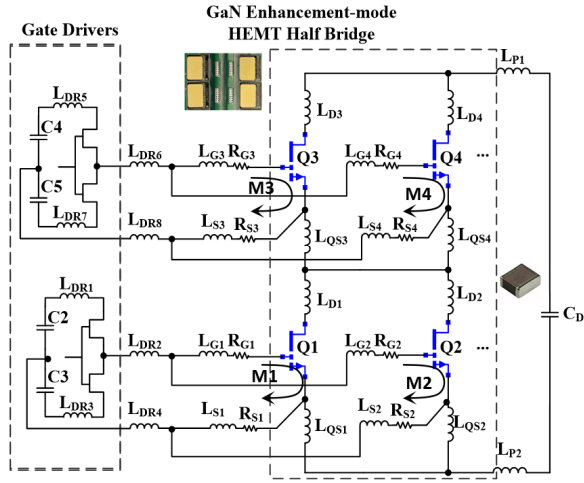 GaN Enhancement-mode
HEMT Half Bridge
Gate Drivers
LP1
LDR5
LD3
LD4
C4
LDR6
LG3
RG3
Q3
LG4
RG4
Q4
...
C5
M3
M4
LDR7
LDR8
LS3
RS3
LS4
RS4
LQS3
LQS4
LD1
LD2
CD
LDR1
C2
LDR2
LG1
RG1
Q1
LG2
RG2
Q2
...
C3
M1
M2
LDR3
LDR4
LS1
RS1
LS2
RS2
LQS1
LQS2
LP2